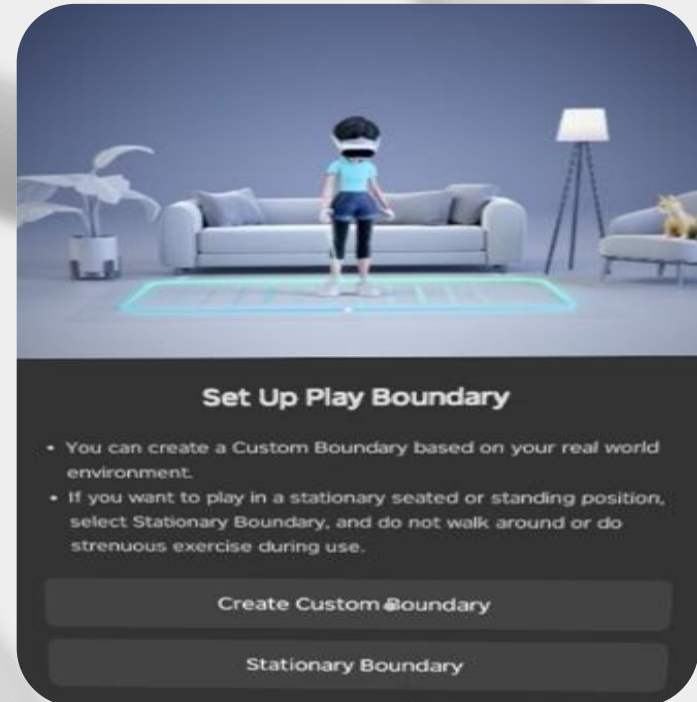 Set Up Play Boundary
• You can create a Custom Boundary based on your real world
environment.
• If you want to play in a stationary seated or standing position,
select Stationary Boundary, and do not walk around or do
strenuous exercise during use.
Create Custom Boundary
Stationary Boundary